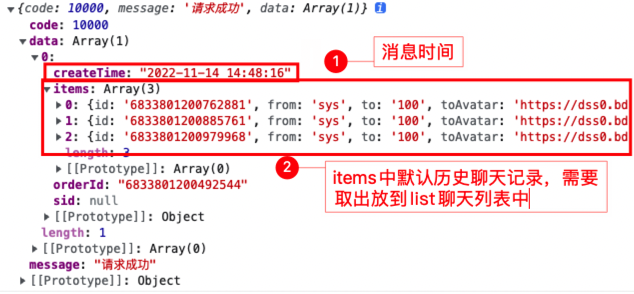 ▼{code: 10000, message: '请求成功', data: Array(1)} i
code: 10000
▼data: Array(1)
▼0:
createTime: "2022-11-14 14:48:16"
1
消息时间
▼items: Array(3)
▶0: {id: '6833801200762881', from: 'sys', to: '100', toAvatar: 'https://dss0.bd
▶1: {id: '6833801200885761', from: 'sys', to: '100', toAvatar: 'https://dss0.bd
▶2: {id: '6833801200979968', from: 'sys', to: '100', toAvatar: 'https://dss0.bd
length: 3
▶[[Prototype]]: Array(0)
2
items中默认历史聊天记录，需要
取出放到list聊天列表中
orderId: "6833801200492544"
sid: null
▶[[Prototype]]: Object
length: 1
▶[[Prototype]]: Array(0)
message: "请求成功"
▶[[Prototype]]: Object